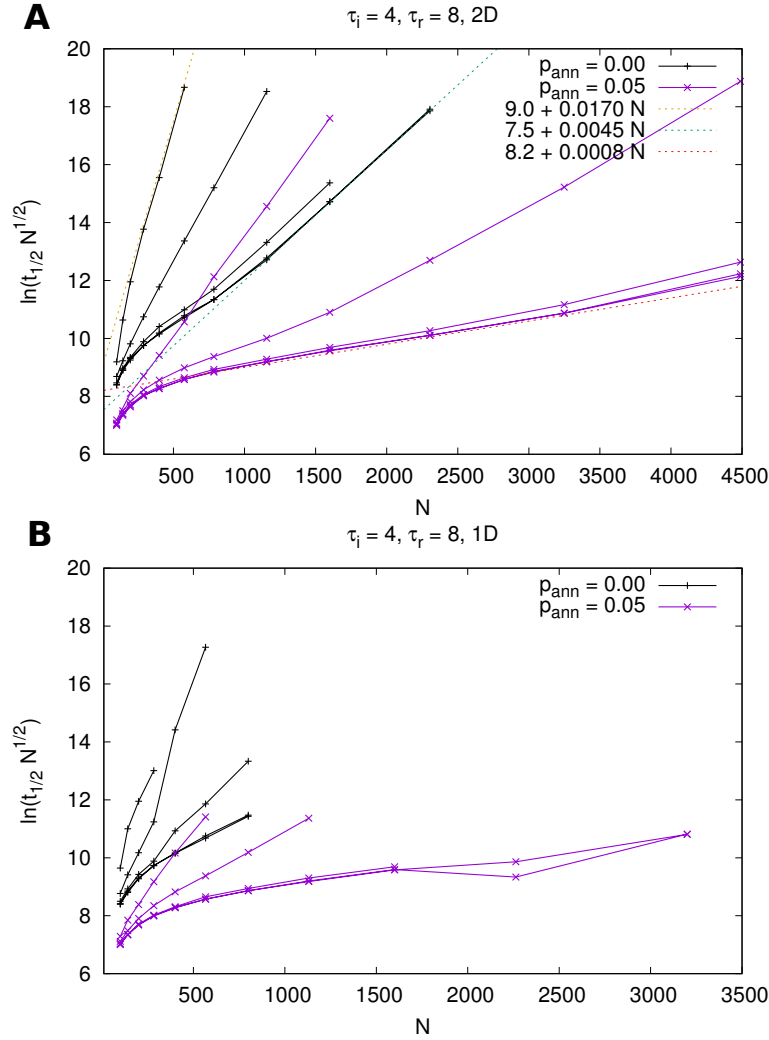 A
τi = 4, τr = 8, 2D
20
18
16
14
12
10
8
6
ln(t1/2 N1/2)
pann = 0.00
pann = 0.05
9.0 + 0.0170 N
7.5 + 0.0045 N
8.2 + 0.0008 N
500 1000 1500 2000 2500 3000 3500 4000 4500
N
B
τi = 4, τr = 8, 1D
20
18
16
14
12
10
8
6
ln(t1/2 N1/2)
pann = 0.00
pann = 0.05
500 1000 1500 2000 2500 3000 3500
N